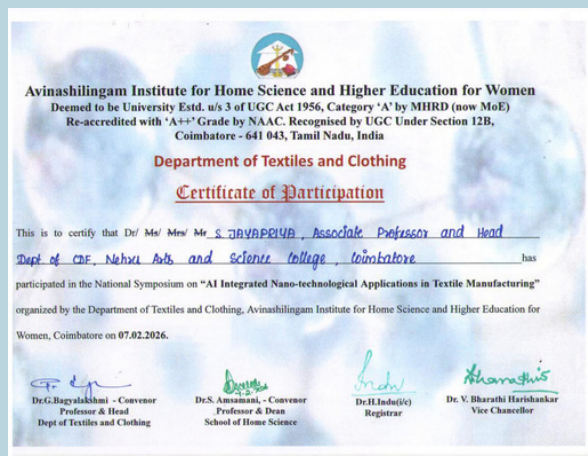 Avinashilingam Institute for Home Science and Higher Education for Women
Deemed to be University Estd. u/s 3 of UGC Act 1956, Category ‘A’ by MHRD (now MoE)
Re-accredited with ‘A++’ Grade by NAAC. Recognised by UGC Under Section 12B,
Coimbatore - 641 043, Tamil Nadu, India
Department of Textiles and Clothing
Certificate of Participation
This is to certify that Dr/ Ms/ Mrs/ Mr S. JAYAPRIYA, Associate Professor and Head
Dept of CDF, Nehru Arts and Science College, Coimbatore has
participated in the National Symposium on “AI Integrated Nano-technological Applications in Textile Manufacturing”
organized by the Department of Textiles and Clothing, Avinashilingam Institute for Home Science and Higher Education for
Women, Coimbatore on 07.02.2026.
Dr.G.Bagyalakshmi - Convenor Dr.S. Amsamani, - Convenor Dr.H.Indu(i/c) Dr. V. Bharathi Harishankar
Professor & Head Professor & Dean Registrar Vice Chancellor
Dept of Textiles and Clothing School of Home Science